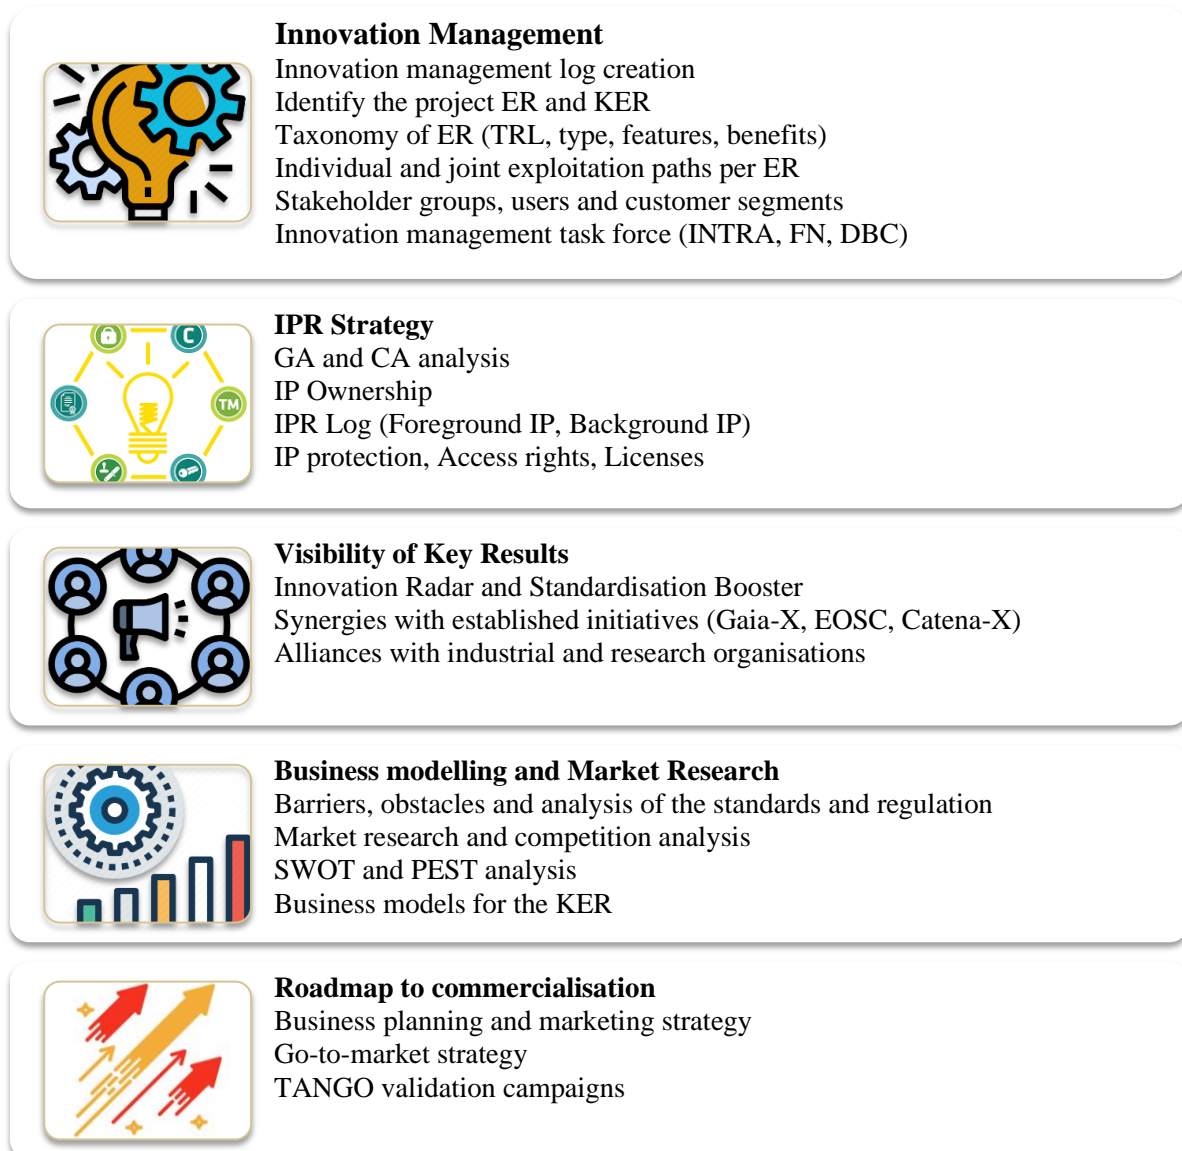 Innovation Management
Innovation management log creation
Identify the project ER and KER
Taxonomy of ER (TRL, type, features, benefits)
Individual and joint exploitation paths per ER
Stakeholder groups, users and customer segments
Innovation management task force (INTRA, FN, DBC)
IPR Strategy
GA and CA analysis
IP Ownership
IPR Log (Foreground IP, Background IP)
IP protection, Access rights, Licenses
C
TM
Visibility of Key Results
Innovation Radar and Standardisation Booster
Synergies with established initiatives (Gaia-X, EOSC, Catena-X)
Alliances with industrial and research organisations
Business modelling and Market Research
Barriers, obstacles and analysis of the standards and regulation
Market research and competition analysis
SWOT and PEST analysis
Business models for the KER
Roadmap to commercialisation
Business planning and marketing strategy
Go-to-market strategy
TANGO validation campaigns